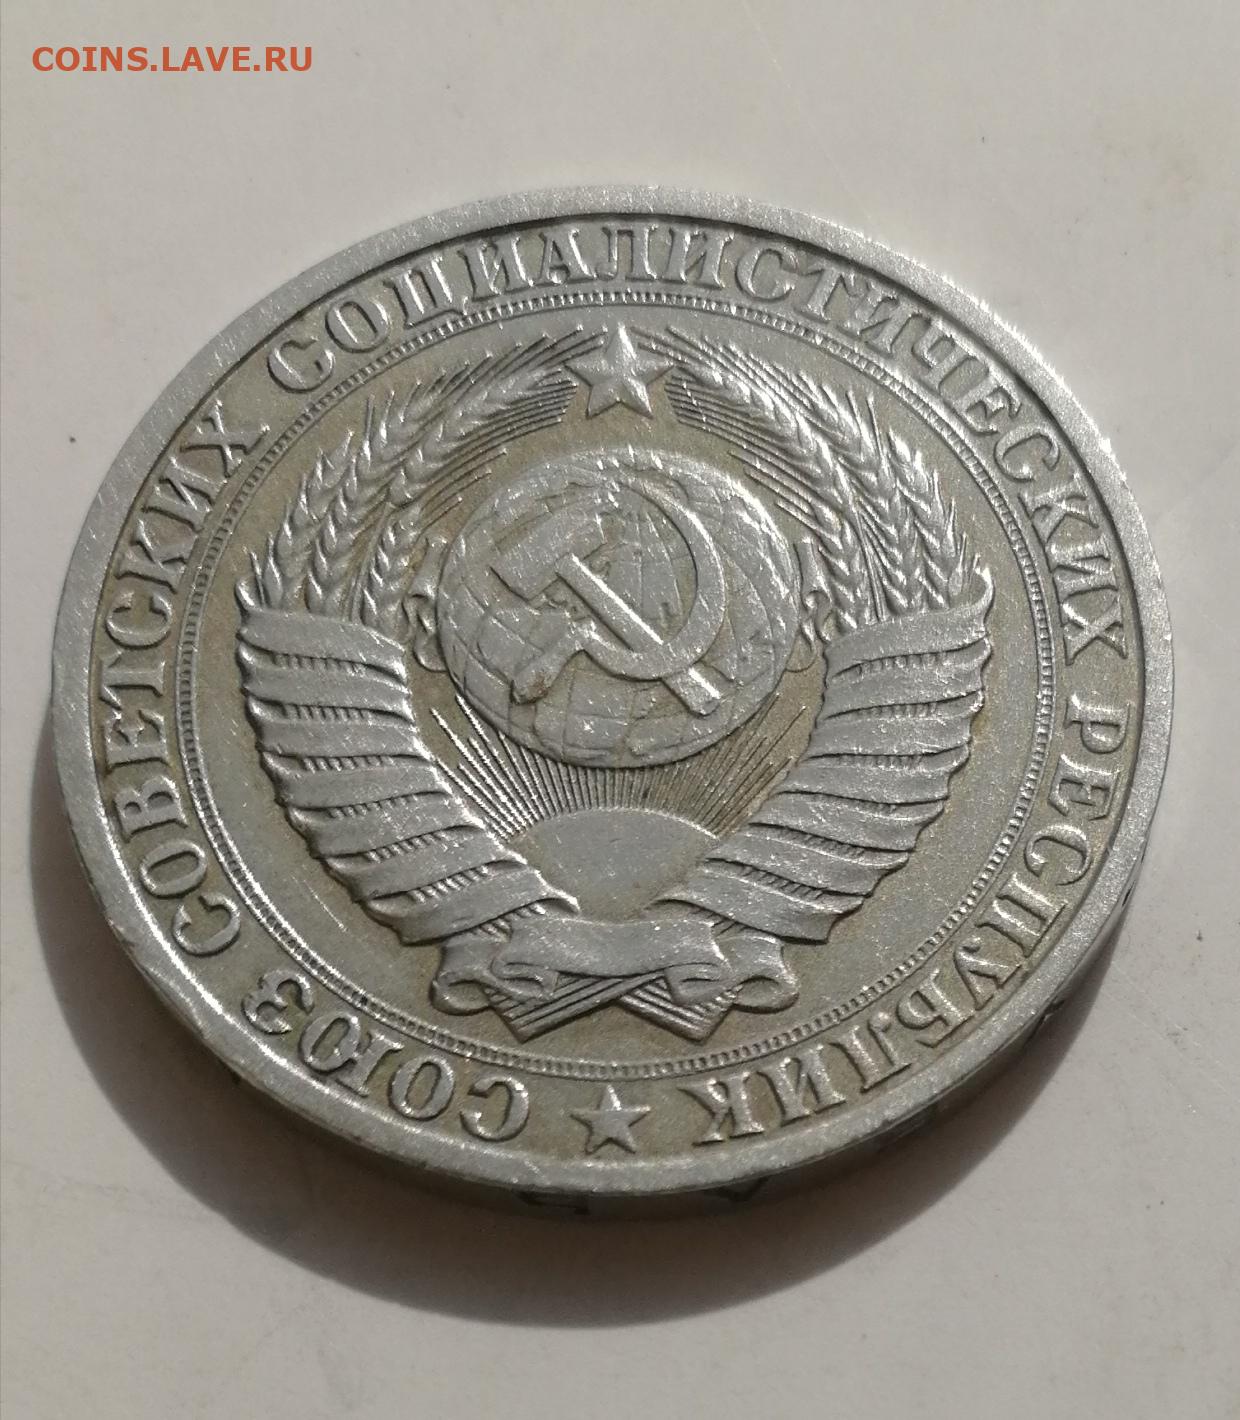 COINS.LAVE.RU
СОЮЗ СОВЕТСКИХ СОЦИАЛИСТИЧЕСКИХ РЕСПУБЛИК